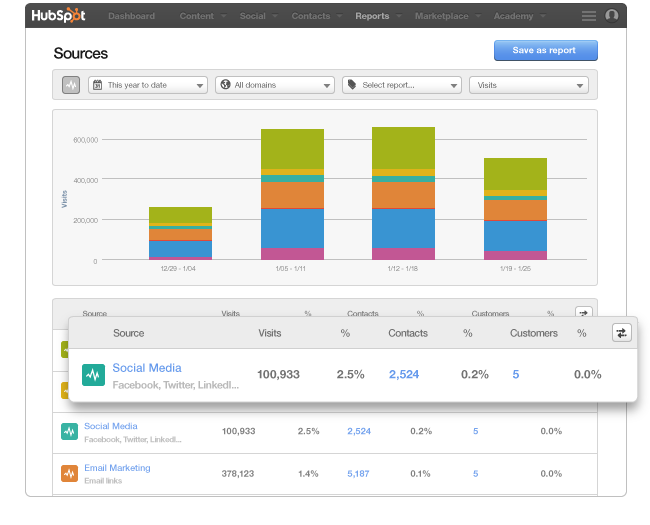 HubSpot Dashboard Content Social Contacts Reports Marketplace Academy
Sources
Save as report
This year to date All domains Select report... Visits
600,000
400,000
200,000
0
Visits
12/29 - 1/04 1/05 - 1/11 1/12 - 1/18 1/19 - 1/25
Source Visits % Contacts % Customers %
Source Visits % Contacts % Customers %
Social Media
100,933 2.5% 2,524 0.2% 5 0.0%
Facebook, Twitter, LinkedI...
Social Media
100,933 2.5% 2,524 0.2% 5 0.0%
Facebook, Twitter, LinkedI...
Email Marketing
378,123 1.4% 5,187 0.1% 5 0.0%
Email links